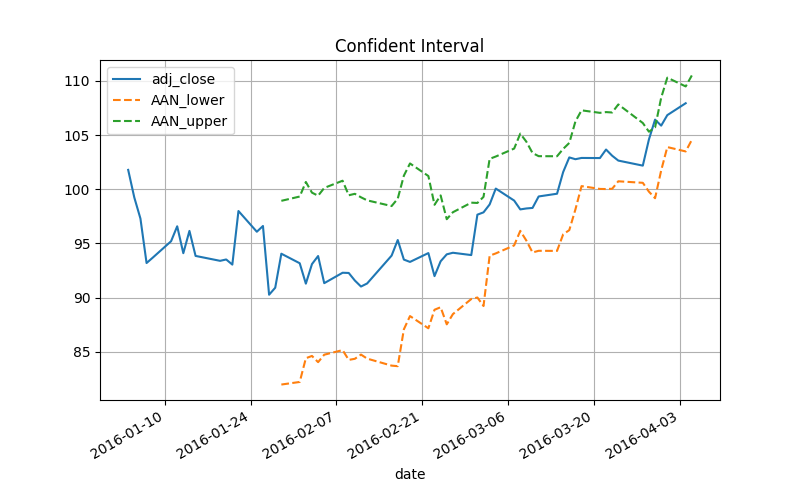 Confident Interval
adj_close
AAN_lower
AAN_upper
110
105
100
95
90
85
2016-01-10
2016-01-24
2016-02-07
2016-02-21
2016-03-06
2016-03-20
2016-04-03
date